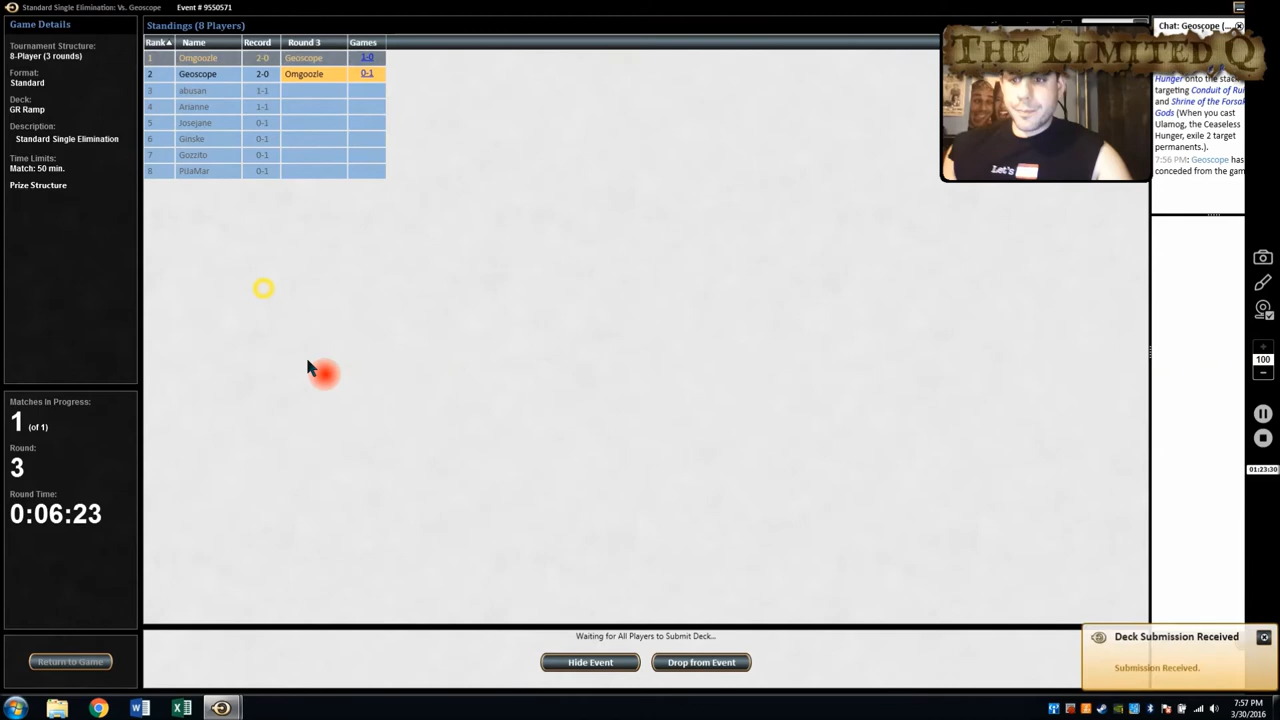 Standard Single Elimination: Vs. Geoscope
Event # 9550571
Game Details
Tournament Structure:
8-Player (3 rounds)
Format:
Standard
Deck:
GR Ramp
Description:
Standard Single Elimination
Time Limits:
Match: 50 min.
Prize Structure
Matches in Progress:
1 (of 1)
Round:
3
Round Time:
0:06:23
Return to Game
Standings (8 Players)
Rank Name Record Round 3 Games
1 Omgoozle 2-0 Geoscope 1-0
2 Geoscope 2-0 Omgoozle 0-1
3 abusan 1-1
4 Arianne 1-1
5 Josejane 0-1
6 Ginske 0-1
7 Gozzito 0-1
8 PiJaMar 0-1
Waiting for All Players to Submit Deck...
Hide Event Drop from Event
THE LIMITED Q
Let's
Chat: Geoscope (...
Hunger onto the stack
targeting Conduit of Rui
and Shrine of the Forsak
Gods (When you cast
Ulamog, the Ceaseless
Hunger, exile 2 target
permanents.).
7:56 PM: Geoscope has
conceded from the gam
100
01:23:30
Deck Submission Received
Submission Received.
7:57 PM
3/30/2016